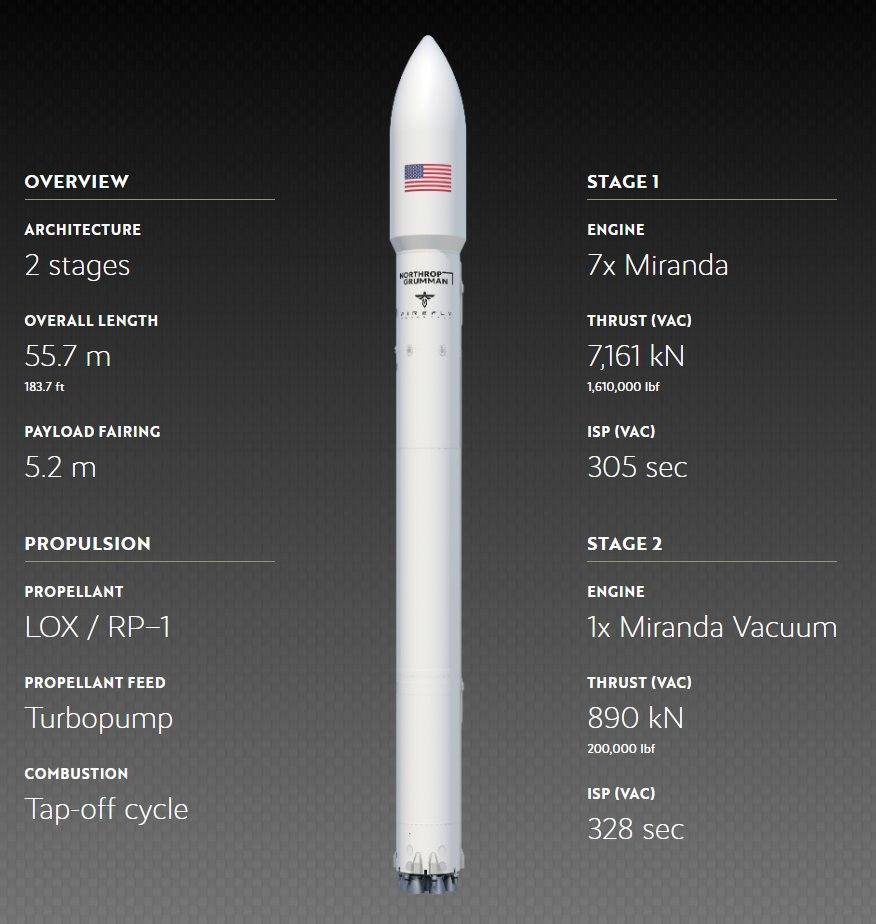 OVERVIEW
ARCHITECTURE
2 stages
OVERALL LENGTH
55.7 m
183.7 ft
PAYLOAD FAIRING
5.2 m
PROPULSION
PROPELLANT
LOX / RP–1
PROPELLANT FEED
Turbopump
COMBUSTION
Tap-off cycle
NORTHROP
GRUMMAN
FIREFLY
STAGE 1
ENGINE
7x Miranda
THRUST (VAC)
7,161 kN
1,610,000 lbf
ISP (VAC)
305 sec
STAGE 2
ENGINE
1x Miranda Vacuum
THRUST (VAC)
890 kN
200,000 lbf
ISP (VAC)
328 sec